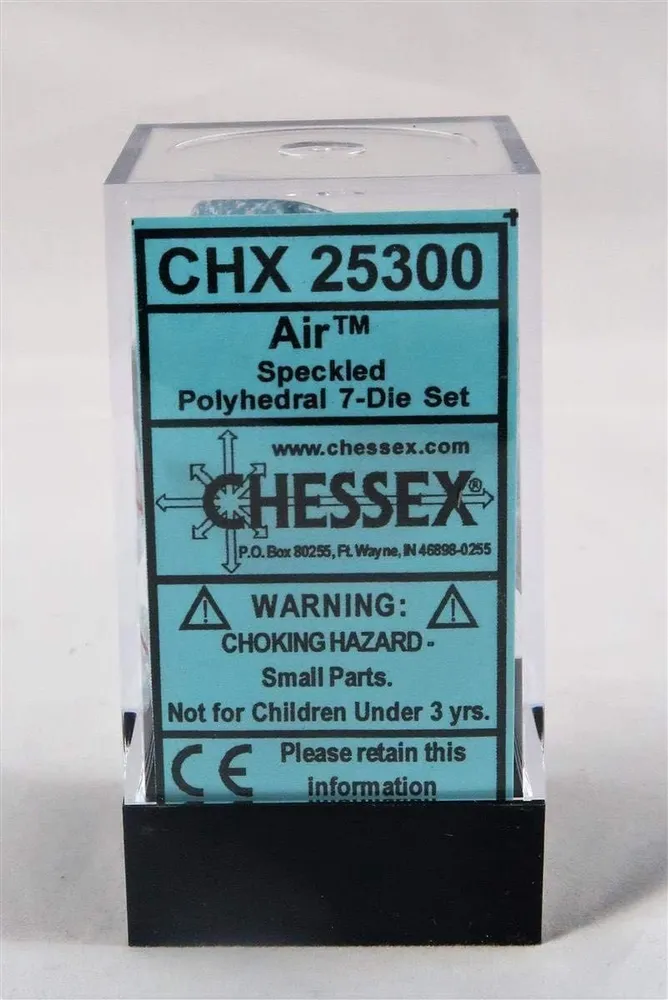 CHX 25300
Air™
Speckled
Polyhedral 7-Die Set
www.chessex.com
CHESSEX®
P.O. Box 80255, Ft. Wayne, IN 46898-0255
WARNING:
CHOKING HAZARD -
Small Parts.
Not for Children Under 3 yrs.
CE Please retain this
information